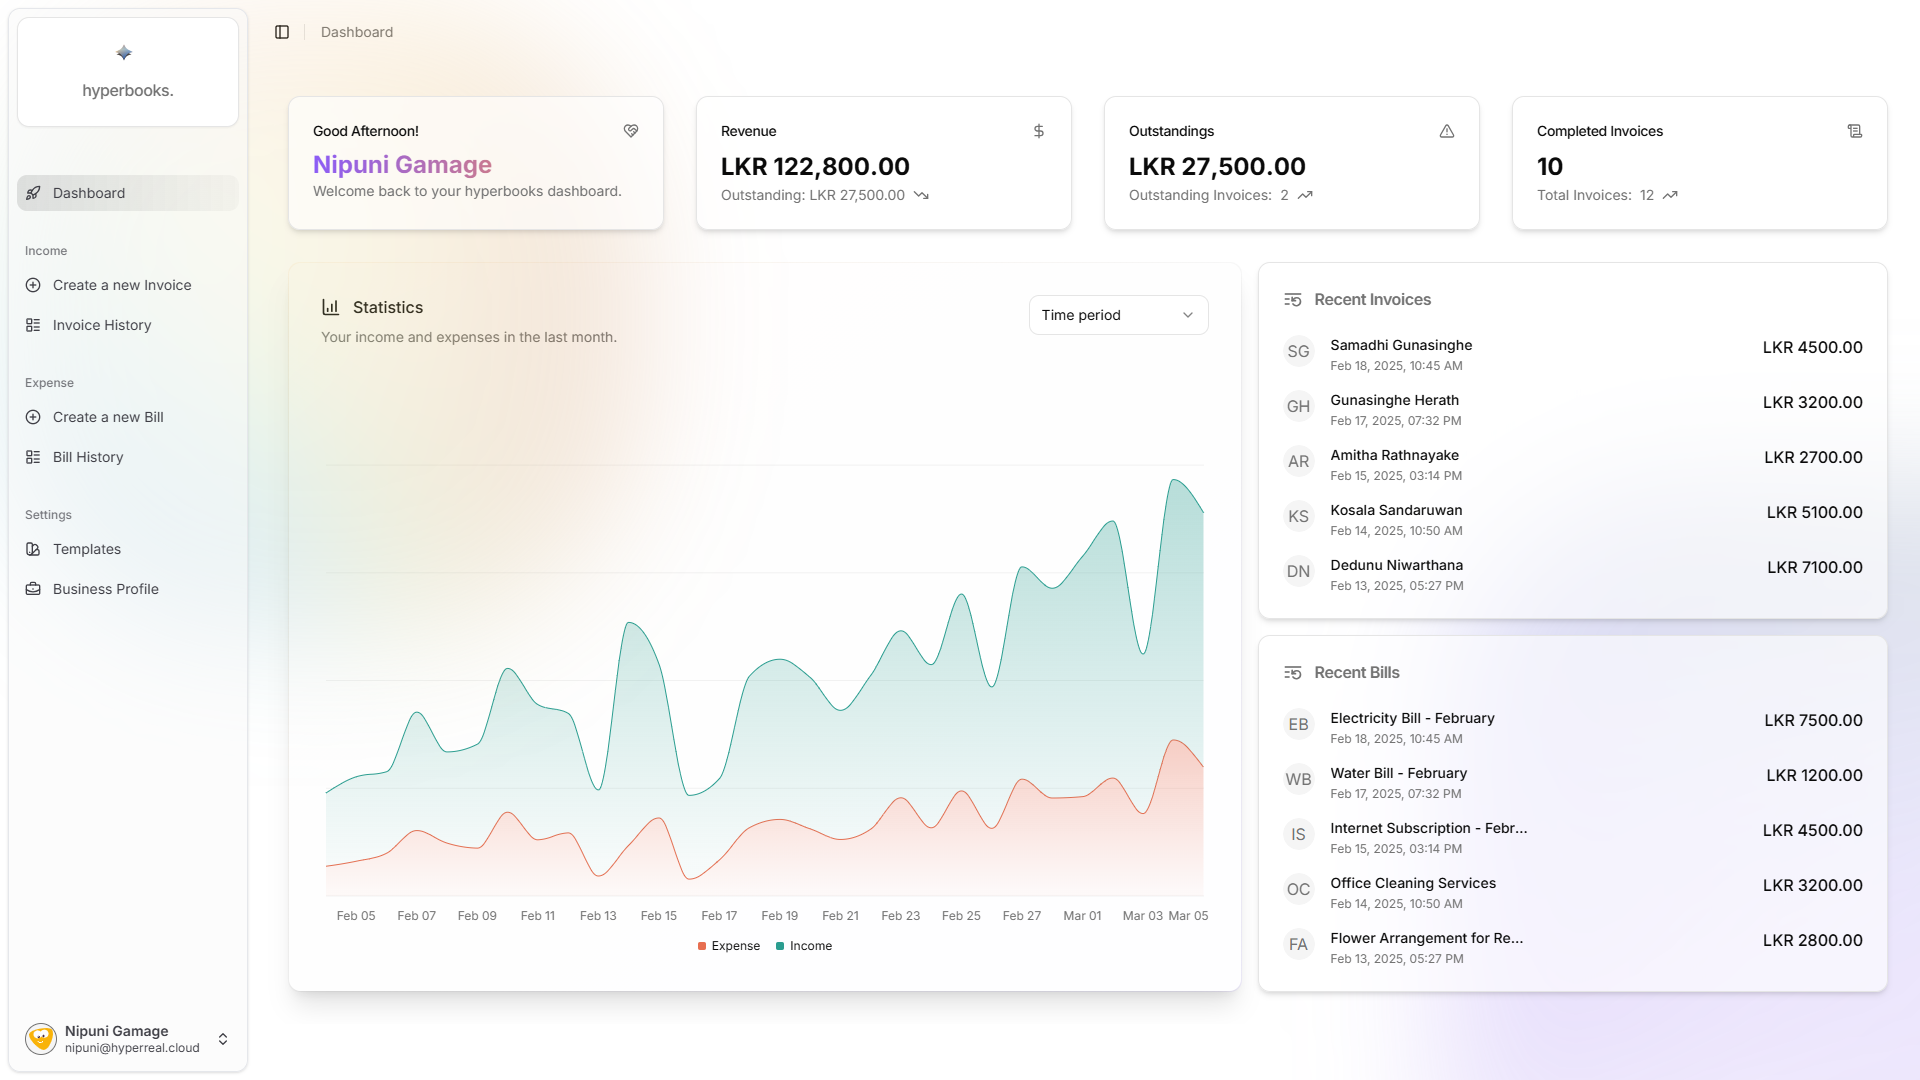 hyperbooks.
Dashboard
Income
Create a new Invoice
Invoice History
Expense
Create a new Bill
Bill History
Settings
Templates
Business Profile
Nipuni Gamage
nipuni@hyperreal.cloud
Dashboard
Good Afternoon!
Nipuni Gamage
Welcome back to your hyperbooks dashboard.
Revenue
LKR 122,800.00
Outstanding: LKR 27,500.00
Outstandings
LKR 27,500.00
Outstanding Invoices: 2
Completed Invoices
10
Total Invoices: 12
Statistics
Your income and expenses in the last month.
Time period
Feb 05 Feb 07 Feb 09 Feb 11 Feb 13 Feb 15 Feb 17 Feb 19 Feb 21 Feb 23 Feb 25 Feb 27 Mar 01 Mar 03 Mar 05
Expense Income
Recent Invoices
SG Samadhi Gunasinghe LKR 4500.00
Feb 18, 2025, 10:45 AM
GH Gunasinghe Herath LKR 3200.00
Feb 17, 2025, 07:32 PM
AR Amitha Rathnayake LKR 2700.00
Feb 15, 2025, 03:14 PM
KS Kosala Sandaruwan LKR 5100.00
Feb 14, 2025, 10:50 AM
DN Dedunu Niwarthana LKR 7100.00
Feb 13, 2025, 05:27 PM
Recent Bills
EB Electricity Bill - February LKR 7500.00
Feb 18, 2025, 10:45 AM
WB Water Bill - February LKR 1200.00
Feb 17, 2025, 07:32 PM
IS Internet Subscription - Febr... LKR 4500.00
Feb 15, 2025, 03:14 PM
OC Office Cleaning Services LKR 3200.00
Feb 14, 2025, 10:50 AM
FA Flower Arrangement for Re... LKR 2800.00
Feb 13, 2025, 05:27 PM